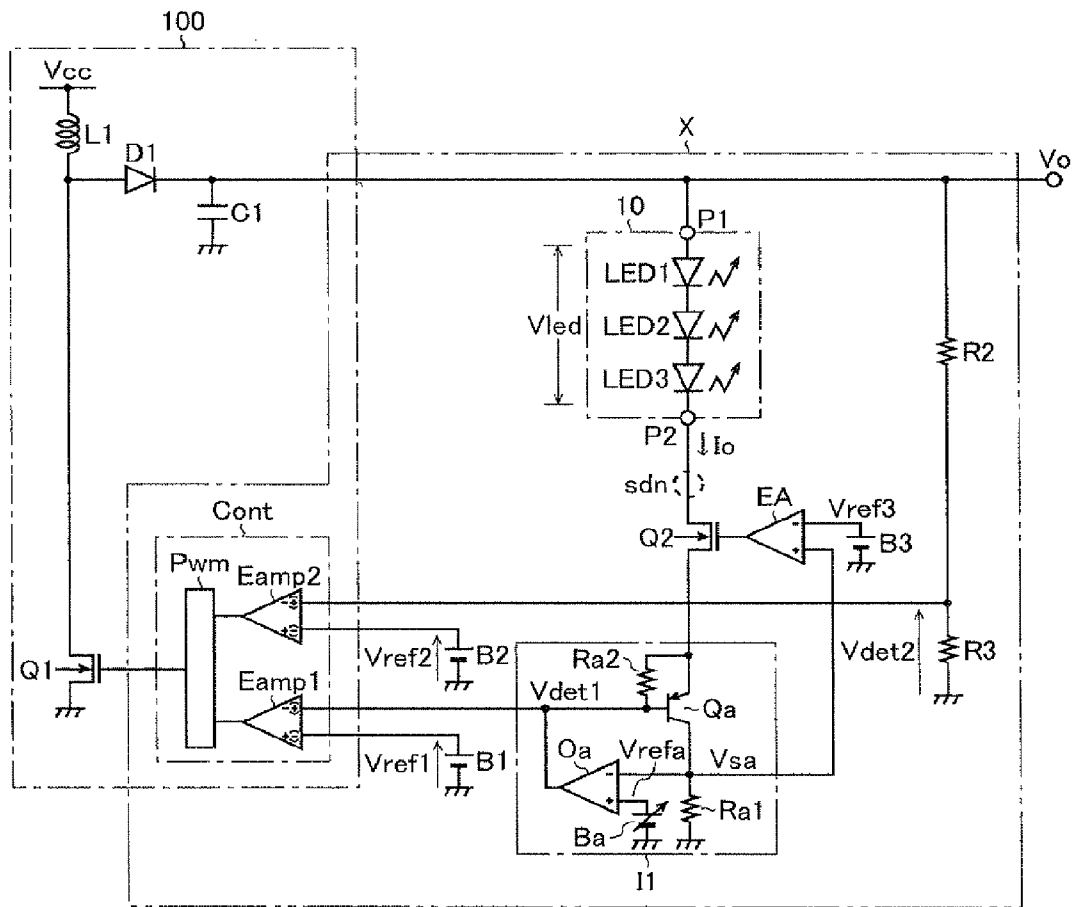 100
Vcc
L1
D1
C1
X
Vo
10
P1
LED1
LED2
LED3
Vled
P2
Io
sdn
R2
EA
Vref3
Q2
B3
Cont
Pwm
Eamp2
Vref2
B2
Vdet2
R3
Q1
Eamp1
Vdet1
Ra2
Qa
Vref1
B1
Oa
Vrefa
Vsa
Ra1
Ba
I1